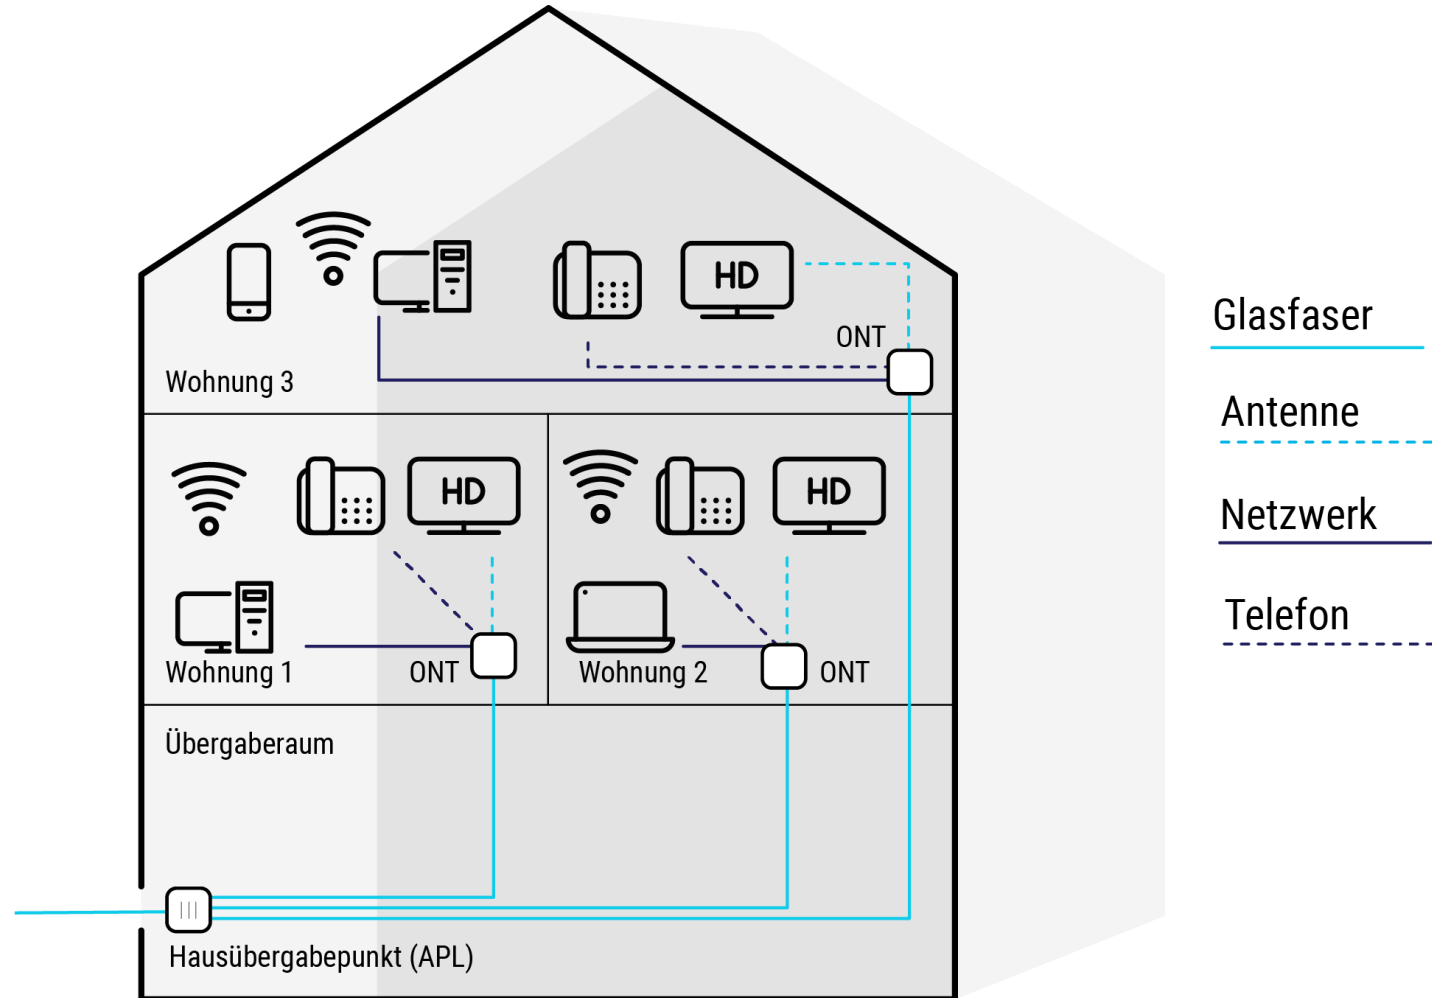 HD
ONT
Wohnung 3
HD
HD
Wohnung 1
ONT
Wohnung 2
ONT
Übergaberaum
Hausübergabepunkt (APL)
Glasfaser
Antenne
Netzwerk
Telefon